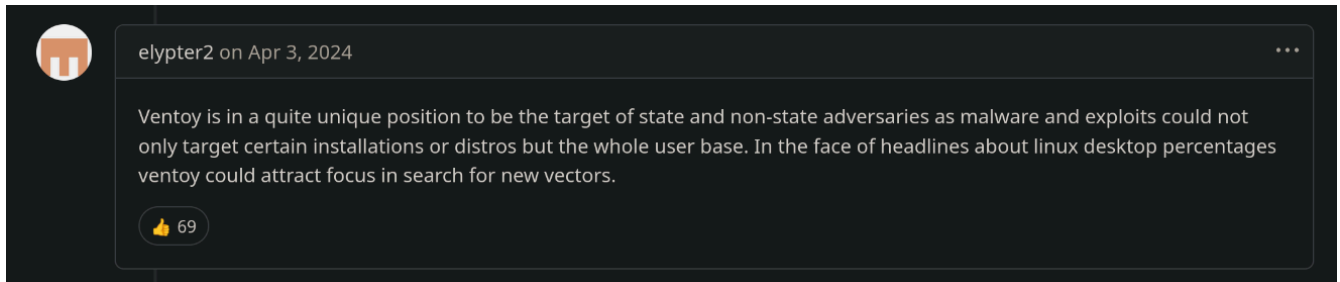 elypter2 on Apr 3, 2024
Ventoy is in a quite unique position to be the target of state and non-state adversaries as malware and exploits could not
only target certain installations or distros but the whole user base. In the face of headlines about linux desktop percentages
ventoy could attract focus in search for new vectors.
👍 69